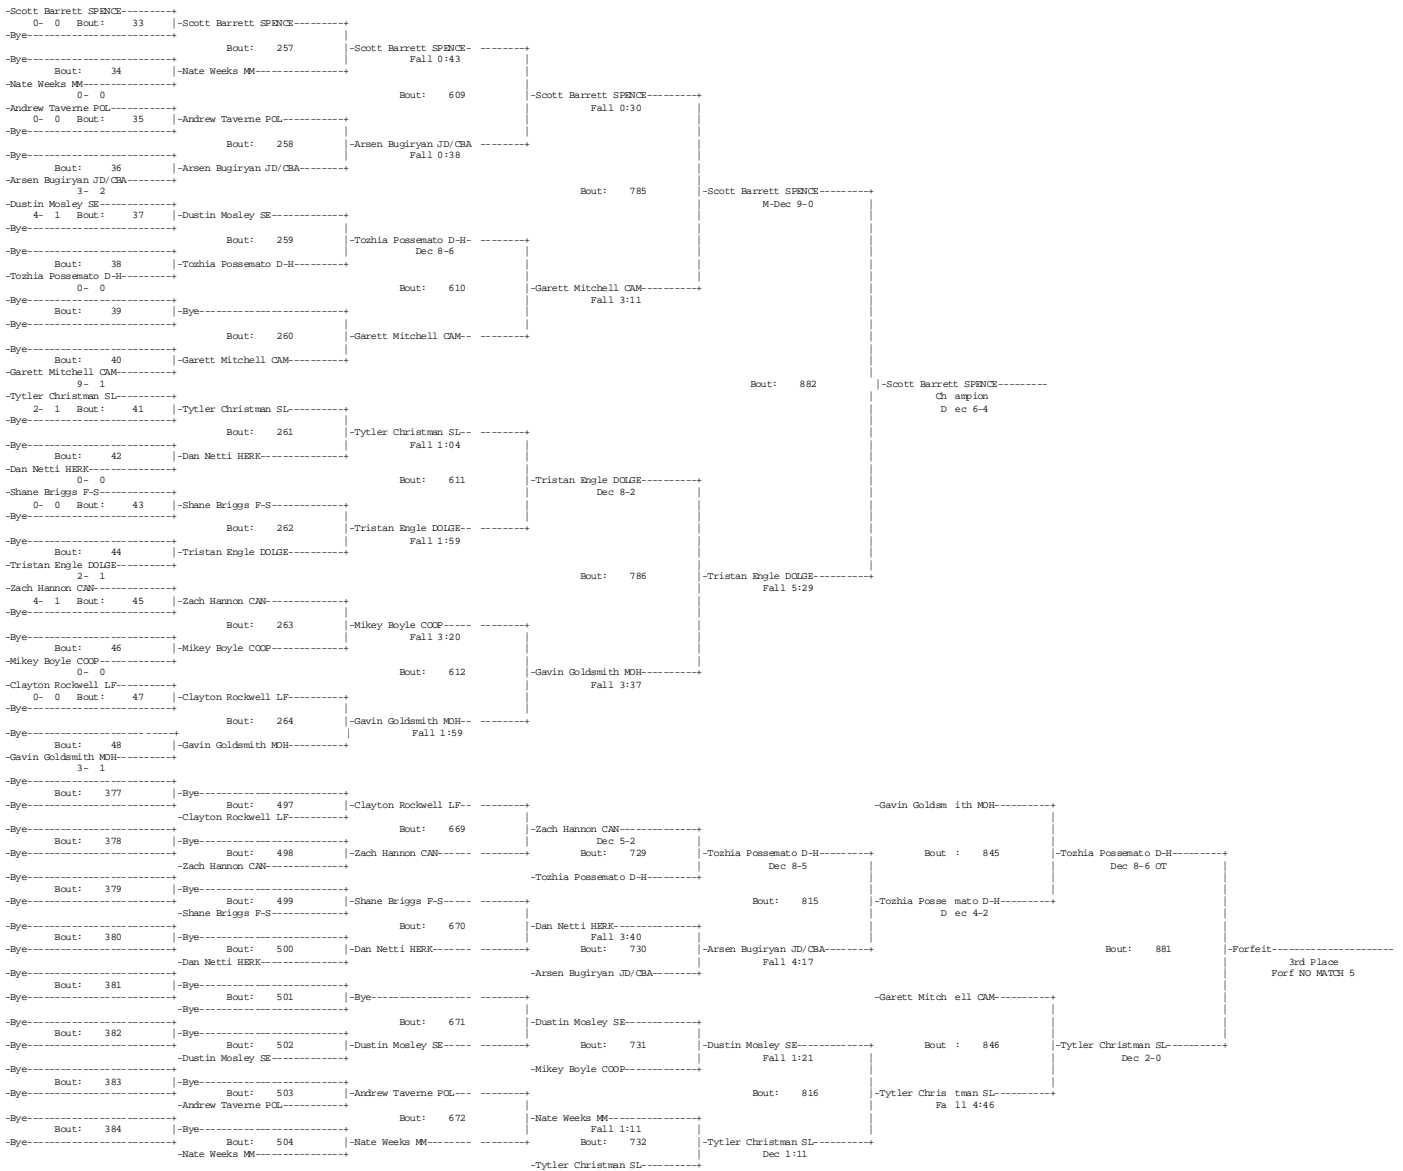 -Scott Barrett SPENCE---------+
0- 0 Bout: 33 |-Scott Barrett SPENCE---------+
-Bye--------------------------+ |
Bout: 257 |-Scott Barrett SPENCE- --------+
-Bye--------------------------+ | Fall 0:43 |
Bout: 34 |-Nate Weeks MM----------------+ |
-Nate Weeks MM----------------+ |
0- 0 Bout: 609 |-Scott Barrett SPENCE---------+
-Andrew Taverne POL-----------+ | Fall 0:30 |
0- 0 Bout: 35 |-Andrew Taverne POL-----------+ | |
-Bye--------------------------+ | | |
Bout: 258 |-Arsen Bugiryan JD/CBA --------+ |
-Bye--------------------------+ | Fall 0:38 |
Bout: 36 |-Arsen Bugiryan JD/CBA--------+ |
-Arsen Bugiryan JD/CBA--------+ |
3- 2 Bout: 785 |-Scott Barrett SPENCE---------+
-Dustin Mosley SE-------------+ | M-Dec 9-0 |
4- 1 Bout: 37 |-Dustin Mosley SE-------------+ | |
-Bye--------------------------+ | | |
Bout: 259 |-Tozhia Possemato D-H- --------+ | |
-Bye--------------------------+ | Dec 8-6 | | |
Bout: 38 |-Tozhia Possemato D-H---------+ | | |
-Tozhia Possemato D-H---------+ | | |
0- 0 Bout: 610 |-Garett Mitchell CAM----------+ |
-Bye--------------------------+ | Fall 3:11 |
Bout: 39 |-Bye--------------------------+ | |
-Bye--------------------------+ | | |
Bout: 260 |-Garett Mitchell CAM-- --------+ |
-Bye--------------------------+ | |
Bout: 40 |-Garett Mitchell CAM----------+ |
-Garett Mitchell CAM----------+ |
9- 1 Bout: 882 |-Scott Barrett SPENCE---------
-Tytler Christman SL----------+ | Ch ampion
2- 1 Bout: 41 |-Tytler Christman SL----------+ | D ec 6-4
-Bye--------------------------+ | |
Bout: 261 |-Tytler Christman SL-- --------+ |
-Bye--------------------------+ | Fall 1:04 | |
Bout: 42 |-Dan Netti HERK---------------+ | |
-Dan Netti HERK---------------+ | |
0- 0 Bout: 611 |-Tristan Engle DOLGE----------+ |
-Shane Briggs F-S-------------+ | Dec 8-2 | |
0- 0 Bout: 43 |-Shane Briggs F-S-------------+ | | |
-Bye--------------------------+ | | | |
Bout: 262 |-Tristan Engle DOLGE-- --------+ | |
-Bye--------------------------+ | Fall 1:59 | |
Bout: 44 |-Tristan Engle DOLGE----------+ | |
-Tristan Engle DOLGE----------+ | |
2- 1 Bout: 786 |-Tristan Engle DOLGE----------+
-Zach Hannon CAN--------------+ | Fall 5:29
4- 1 Bout: 45 |-Zach Hannon CAN--------------+ |
-Bye--------------------------+ | |
Bout: 263 |-Mikey Boyle COOP----- --------+ |
-Bye--------------------------+ | Fall 3:20 | |
Bout: 46 |-Mikey Boyle COOP-------------+ | |
-Mikey Boyle COOP-------------+ | |
0- 0 Bout: 612 |-Gavin Goldsmith MOH----------+
-Clayton Rockwell LF----------+ | Fall 3:37
0- 0 Bout: 47 |-Clayton Rockwell LF----------+ |
-Bye--------------------------+ | |
Bout: 264 |-Gavin Goldsmith MOH-- --------+
-Bye--------------------- -----+ | Fall 1:59
Bout: 48 |-Gavin Goldsmith MOH----------+
-Gavin Goldsmith MOH----------+
3- 1
-Bye--------------------------+
Bout: 377 |-Bye--------------------------+
-Bye--------------------------+ Bout: 497 |-Clayton Rockwell LF-- --------+ -Gavin Goldsm ith MOH----------+
-Clayton Rockwell LF----------+ | |
-Bye--------------------------+ Bout: 669 |-Zach Hannon CAN--------------+ |
Bout: 378 |-Bye--------------------------+ | Dec 5-2 | |
-Bye--------------------------+ Bout: 498 |-Zach Hannon CAN------ --------+ Bout: 729 |-Tozhia Possemato D-H---------+ Bout : 845 |-Tozhia Possemato D-H---------+
-Zach Hannon CAN--------------+ | Dec 8-5 | | Dec 8-6 OT |
-Bye--------------------------+ -Tozhia Possemato D-H---------+ | | |
Bout: 379 |-Bye--------------------------+ | | |
-Bye--------------------------+ Bout: 499 |-Shane Briggs F-S----- --------+ Bout: 815 |-Tozhia Posse mato D-H---------+ |
-Shane Briggs F-S-------------+ | | D ec 4-2 |
-Bye--------------------------+ Bout: 670 |-Dan Netti HERK---------------+ | |
Bout: 380 |-Bye--------------------------+ | Fall 3:40 | | |
-Bye--------------------------+ Bout: 500 |-Dan Netti HERK------- --------+ Bout: 730 |-Arsen Bugiryan JD/CBA--------+ Bout: 881 |-Forfeit----------------------
-Dan Netti HERK---------------+ | Fall 4:17 | 3rd Place
-Bye--------------------------+ -Arsen Bugiryan JD/CBA--------+ | Forf NO MATCH 5
Bout: 381 |-Bye--------------------------+ |
-Bye--------------------------+ Bout: 501 |-Bye------------------ --------+ -Garett Mitch ell CAM----------+ |
-Bye--------------------------+ | | |
-Bye--------------------------+ Bout: 671 |-Dustin Mosley SE-------------+ | |
Bout: 382 |-Bye--------------------------+ | | | |
-Bye--------------------------+ Bout: 502 |-Dustin Mosley SE----- --------+ Bout: 731 |-Dustin Mosley SE-------------+ Bout : 846 |-Tytler Christman SL----------+
-Dustin Mosley SE-------------+ | Fall 1:21 | | Dec 2-0
-Bye--------------------------+ -Mikey Boyle COOP-------------+ | |
Bout: 383 |-Bye--------------------------+ | |
-Bye--------------------------+ Bout: 503 |-Andrew Taverne POL--- --------+ Bout: 816 |-Tytler Chris tman SL----------+
-Andrew Taverne POL-----------+ | | Fa ll 4:46
-Bye--------------------------+ Bout: 672 |-Nate Weeks MM----------------+ |
Bout: 384 |-Bye--------------------------+ | Fall 1:11 | |
-Bye--------------------------+ Bout: 504 |-Nate Weeks MM-------- --------+ Bout: 732 |-Tytler Christman SL----------+
-Nate Weeks MM----------------+ | Dec 1:11
-Tytler Christman SL----------+